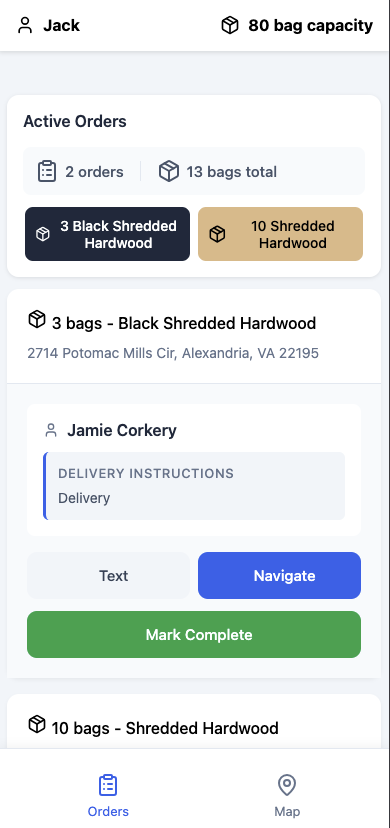 Jack
80 bag capacity
Active Orders
2 orders
13 bags total
3 Black Shredded
Hardwood
10 Shredded
Hardwood
3 bags - Black Shredded Hardwood
2714 Potomac Mills Cir, Alexandria, VA 22195
Jamie Corkery
DELIVERY INSTRUCTIONS
Delivery
Text
Navigate
Mark Complete
10 bags - Shredded Hardwood
Orders
Map